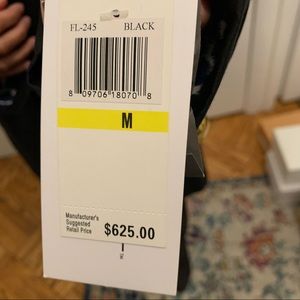 FL-245 BLACK
8 09706 18070 8
M
Manufacturer's
Suggested
Retail Price $625.00